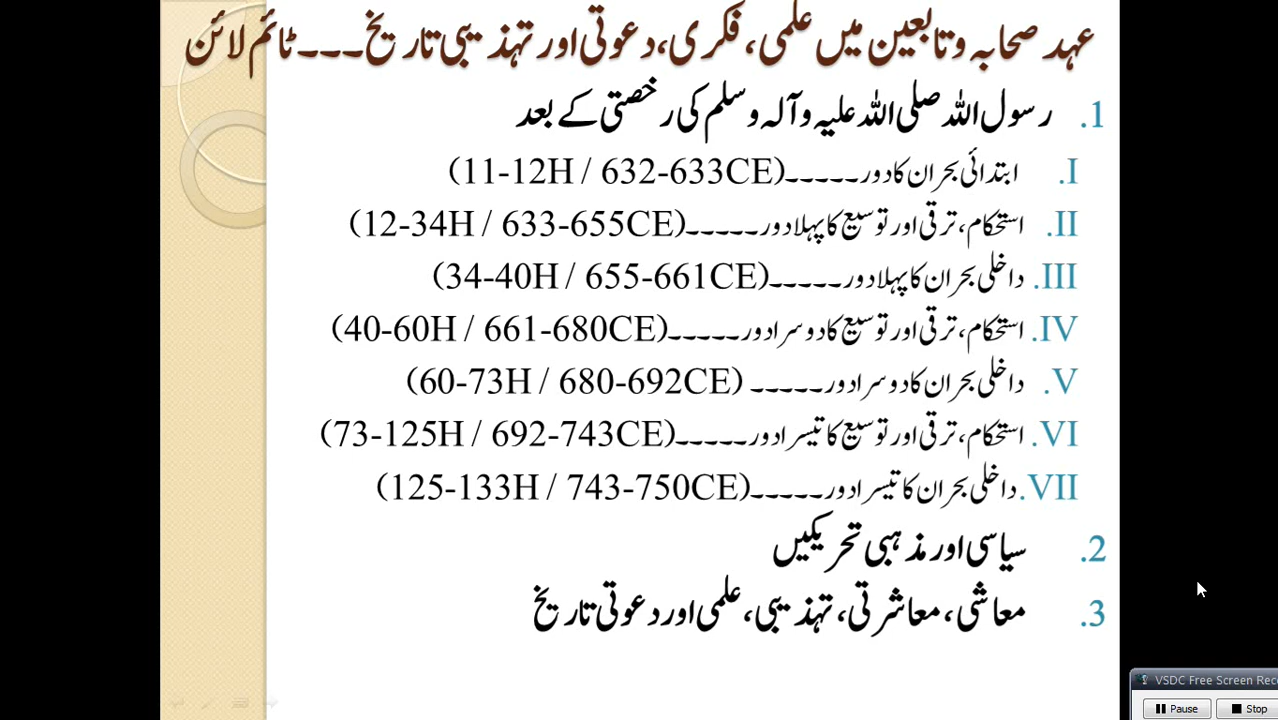 عہد صحابہ و تابعین میں علمی، فکری، دعوتی اور تہذیبی تاریخ۔۔۔ ٹائم لائن
1. رسول اللہ صلی اللہ علیہ وآلہ وسلم کی رخصتی کے بعد
I. ابتدائی بحران کا دور۔۔۔۔۔(11-12H / 632-633CE)
II. استحکام، ترقی اور توسیع کا پہلا دور۔۔۔۔۔(12-34H / 633-655CE)
III. داخلی بحران کا پہلا دور۔۔۔۔۔(34-40H / 655-661CE)
IV. استحکام، ترقی اور توسیع کا دوسرا دور۔۔۔۔۔(40-60H / 661-680CE)
V. داخلی بحران کا دوسرا دور۔۔۔۔۔ (60-73H / 680-692CE)
VI. استحکام، ترقی اور توسیع کا تیسرا دور۔۔۔۔۔(73-125H / 692-743CE)
VII. داخلی بحران کا تیسرا دور۔۔۔۔۔(125-133H / 743-750CE)
2. سیاسی اور مذہبی تحریکیں
3. معاشی، معاشرتی، تہذیبی، علمی اور دعوتی تاریخ
VSDC Free Screen Rec
Pause Stop